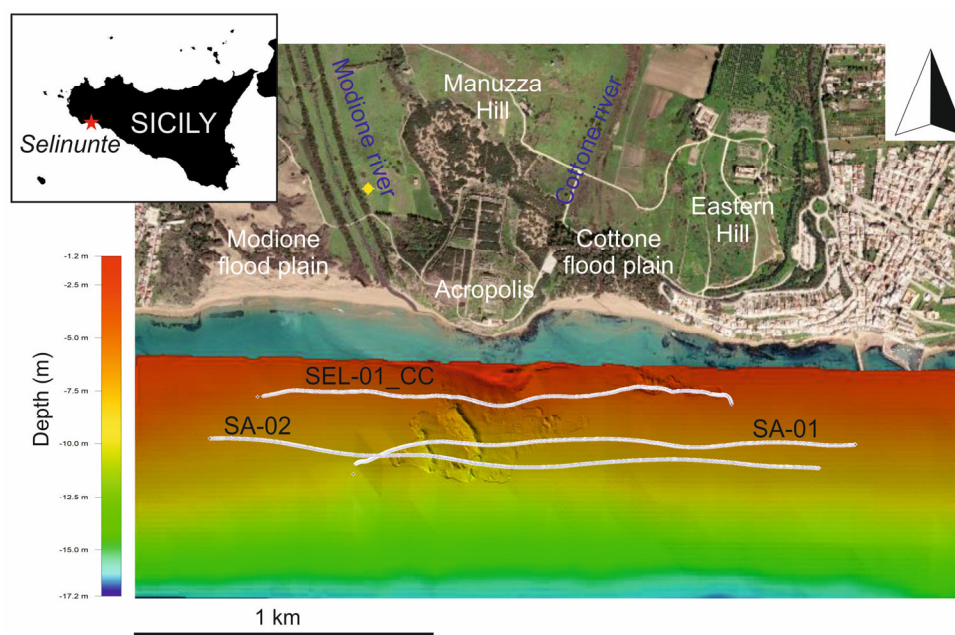 SICILY
Selinunte
Modione river
Manuzza
Hill
Cottone river
Eastern
Hill
Modione
flood plain
Cottone
flood plain
Acropolis
Depth (m)
-1.2 m
-5.0 m
-7.5 m
-10.0 m
-12.5 m
-15.0 m
-17.2 m
SEL-01_CC
SA-02
SA-01
1 km